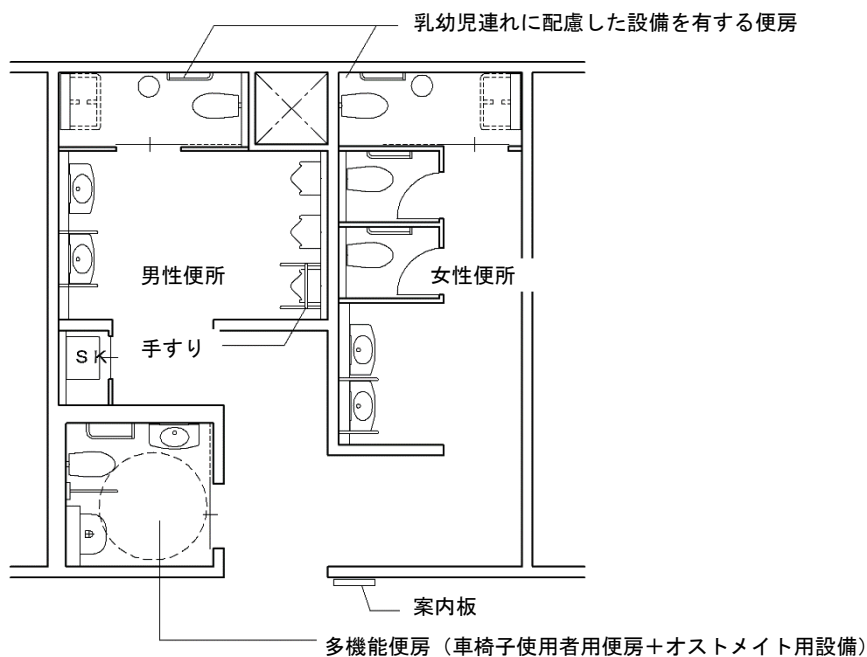 乳幼児連れに配慮した設備を有する便房
男性便所
女性便所
手すり
SK
案内板
多機能便房（車椅子使用者用便房＋オストメイト用設備）